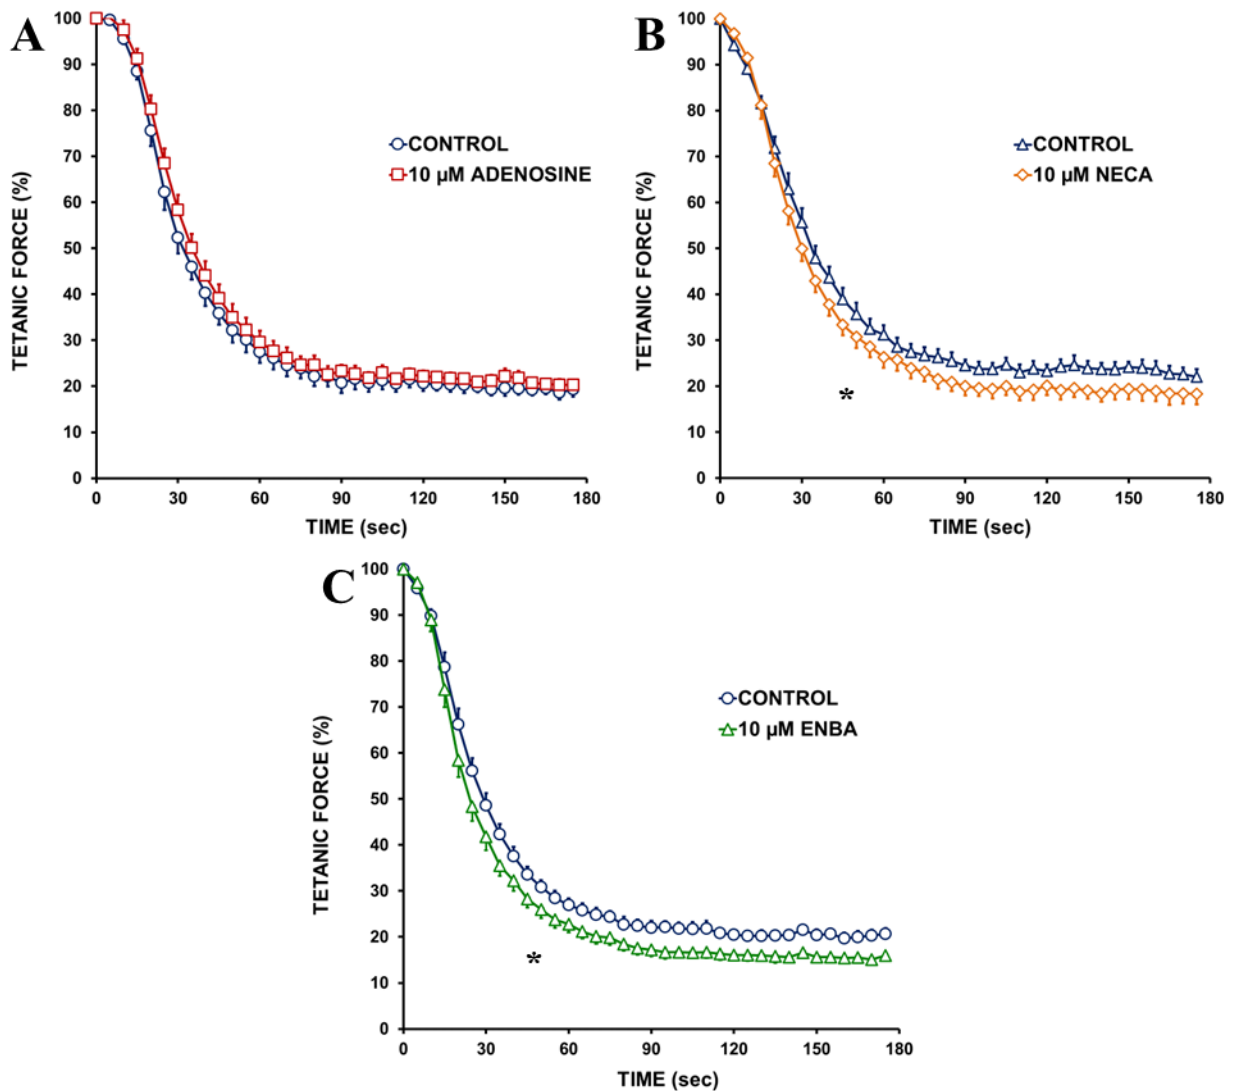 A
TETANIC FORCE (%)
100
90
80
70
60
50
40
30
20
10
0
0 30 60 90 120 150 180
TIME (sec)
CONTROL
10 µM ADENOSINE
B
TETANIC FORCE (%)
100
90
80
70
60
50
40
30
20
10
0
0 30 60 90 120 150 180
TIME (sec)
CONTROL
10 µM NECA
*
C
TETANIC FORCE (%)
100
90
80
70
60
50
40
30
20
10
0
0 30 60 90 120 150 180
TIME (sec)
CONTROL
10 µM ENBA
*